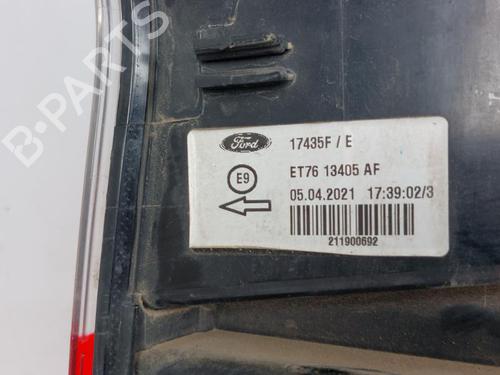 B-PARTS
Ford
17435F / E
E9
ET76 13405 AF
05.04.2021 17:39:02/3
211900692